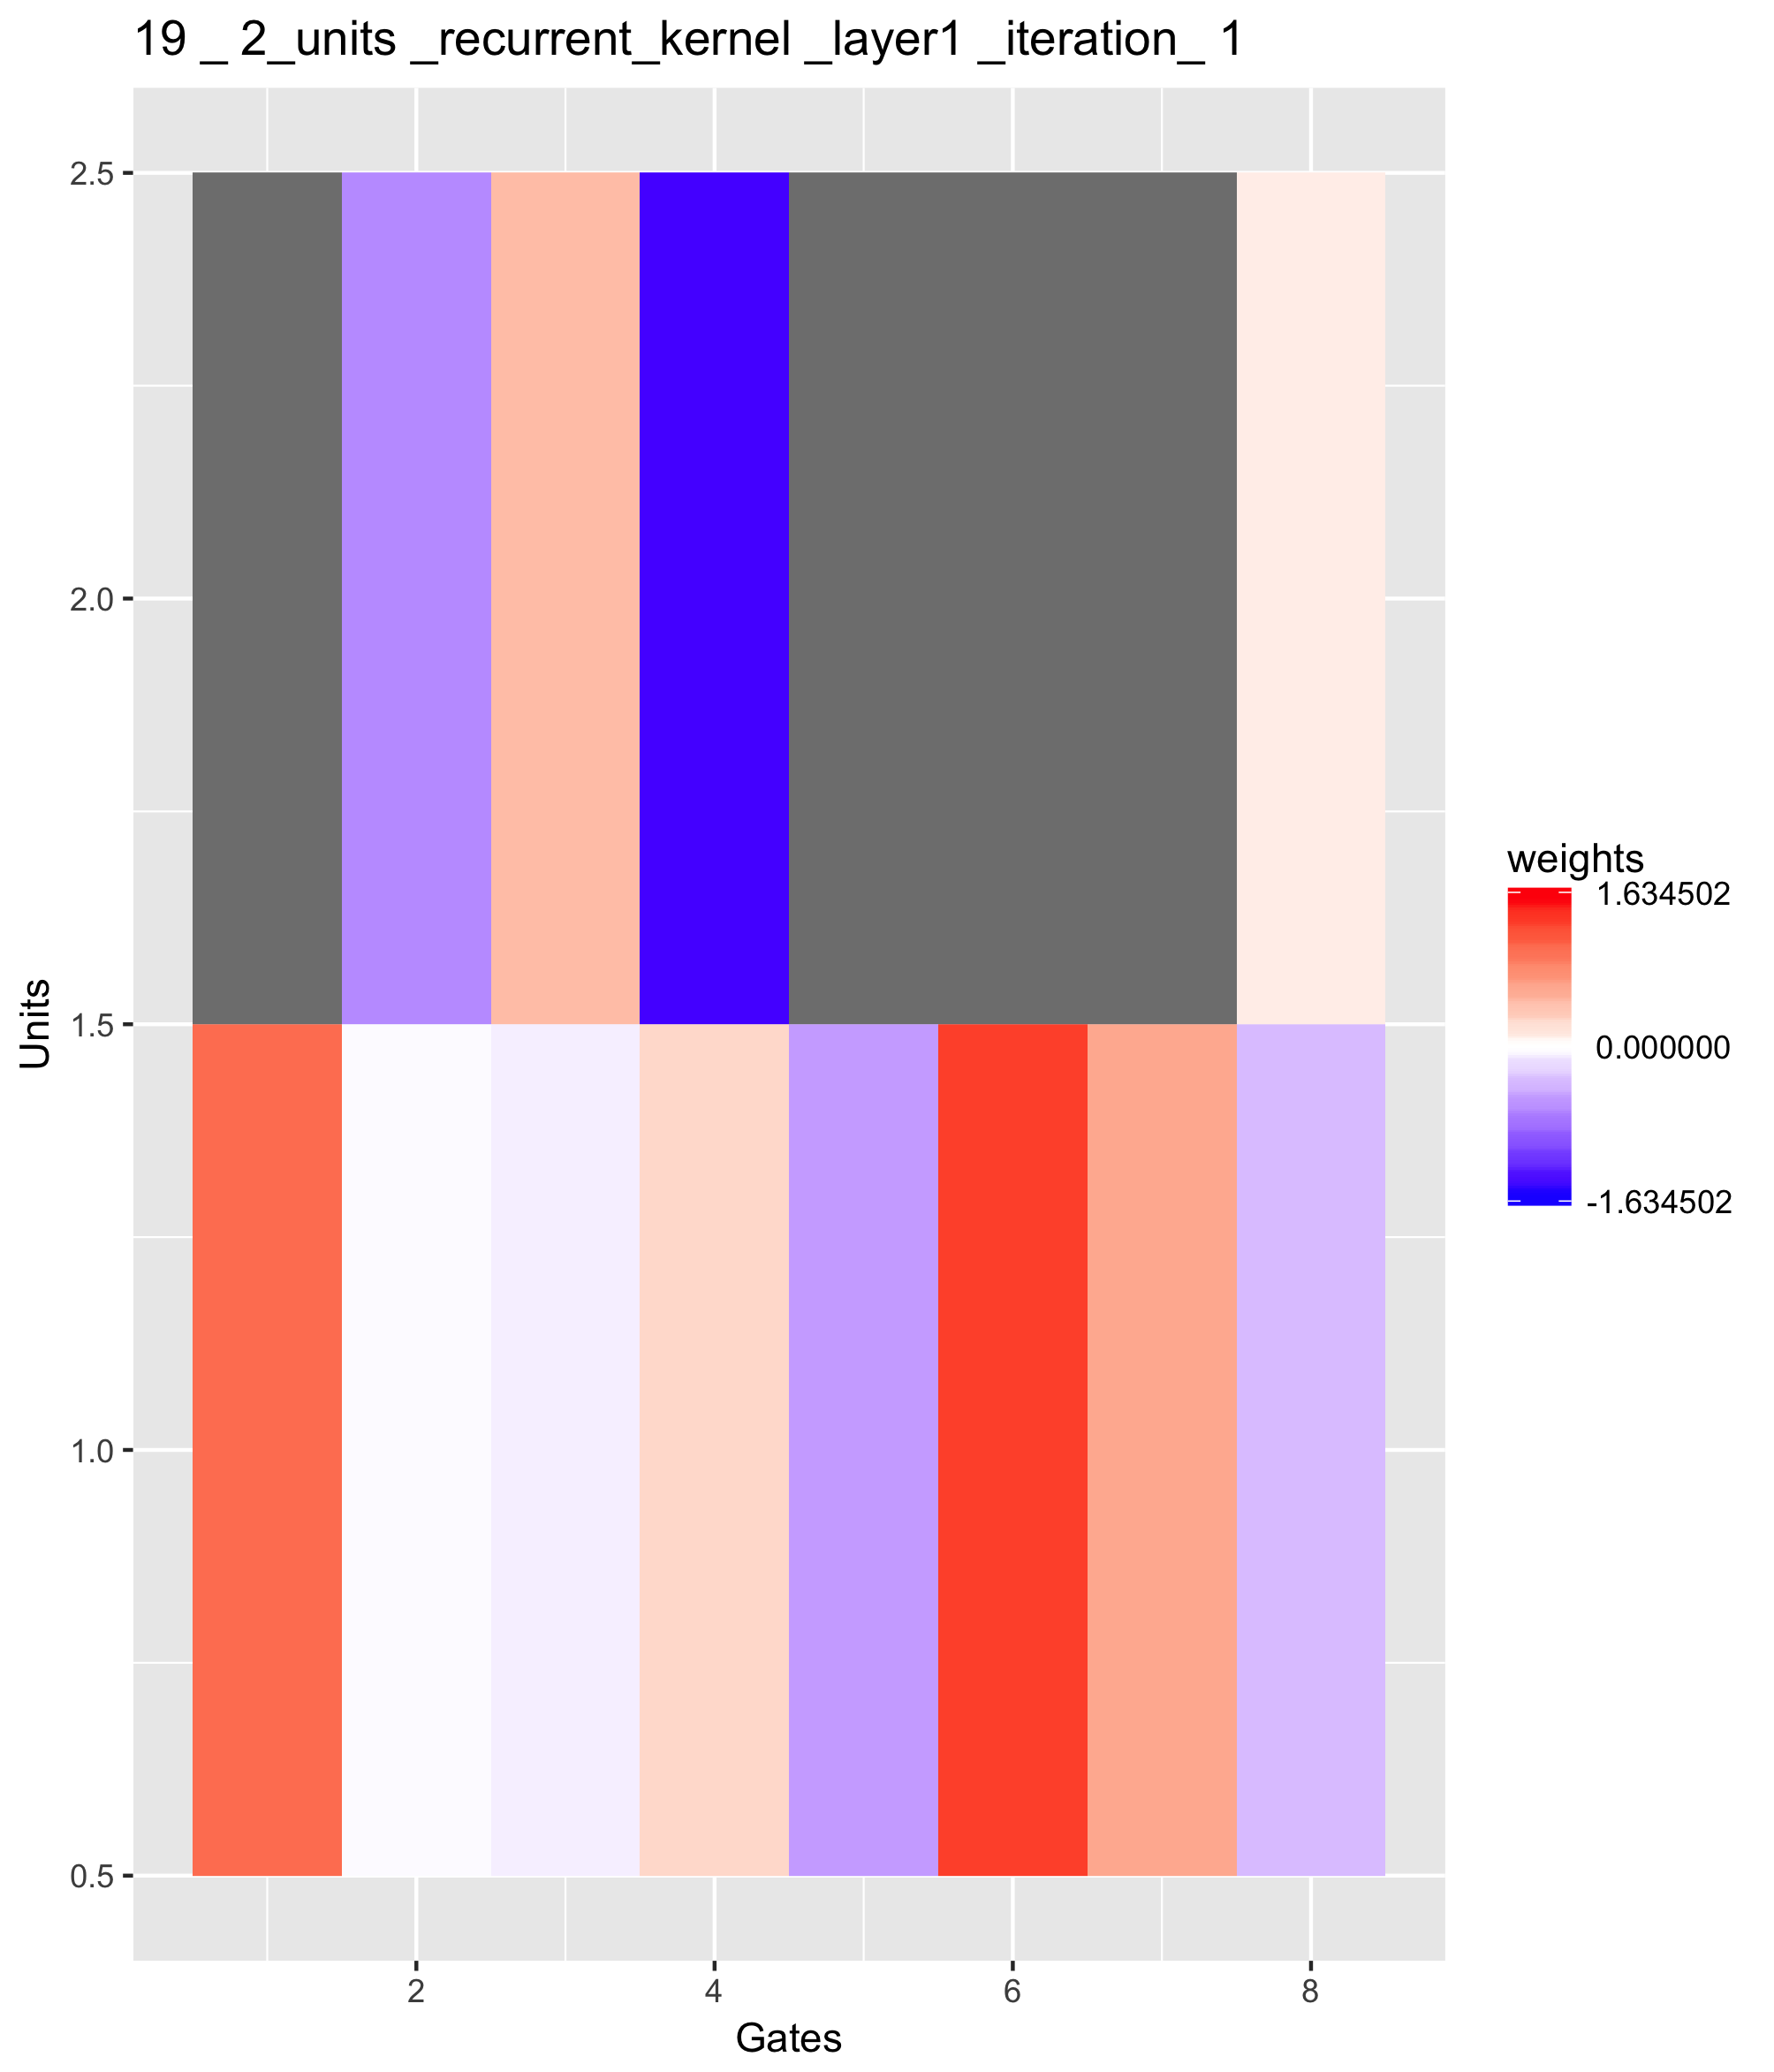 19 _ 2_units _recurrent_kernel _layer1 _iteration_ 1
2.5
2.0
1.5
1.0
0.5
Units
2 4 6 8
Gates
weights
1.634502
0.000000
-1.634502